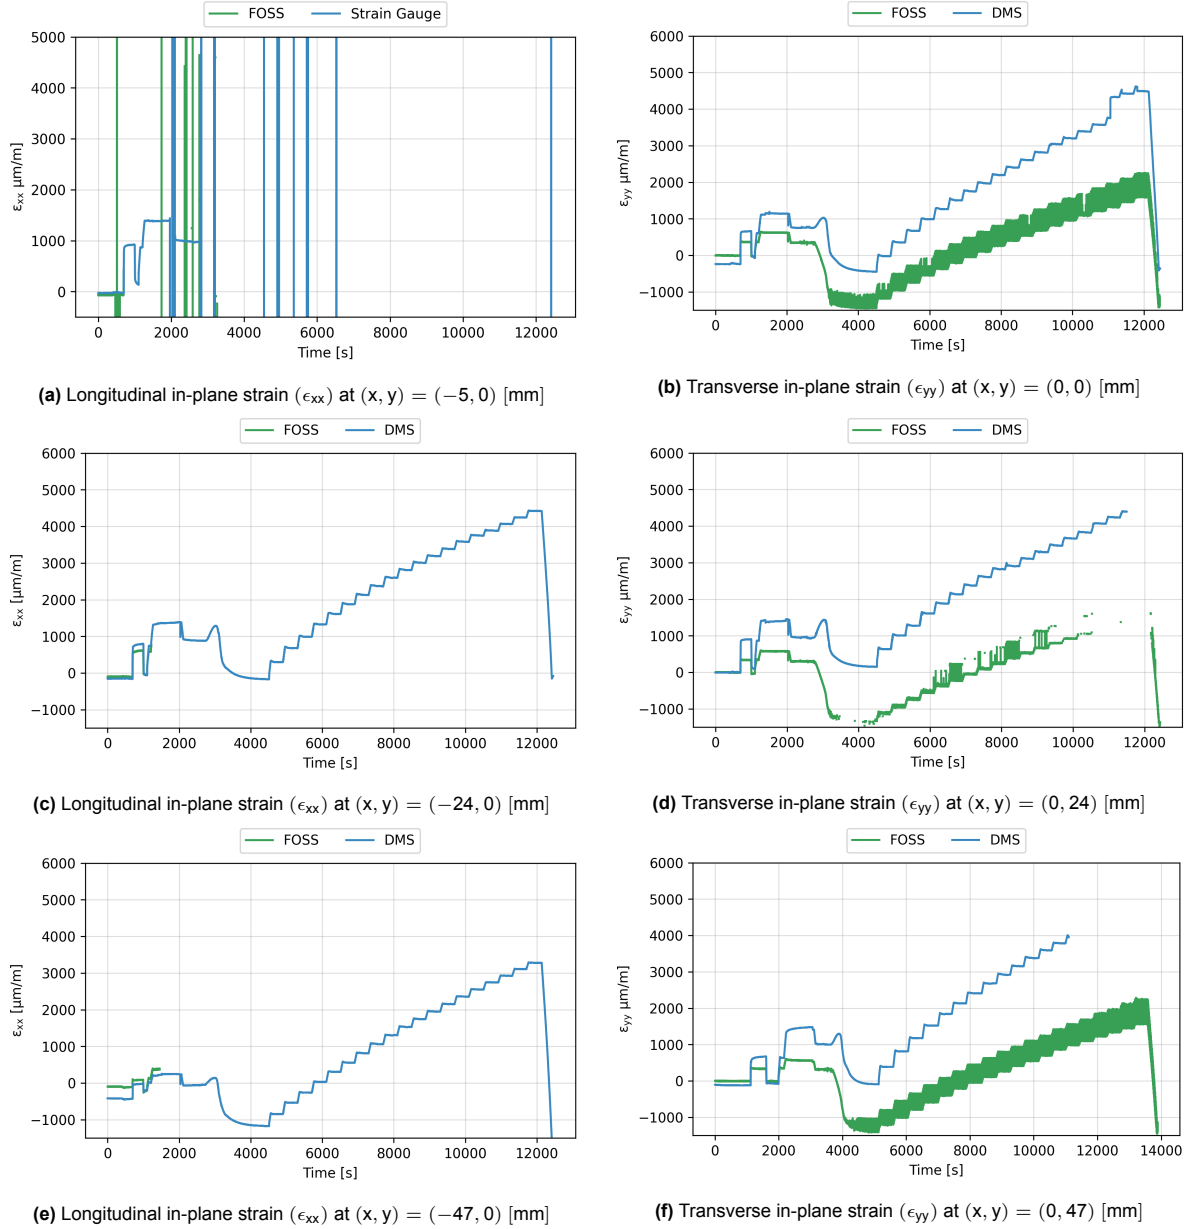 FOSS Strain Gauge
5000
4000
3000
2000
1000
0
εxx μm/m
0 2000 4000 6000 8000 10000 12000
Time [s]
(a) Longitudinal in-plane strain (ϵxx) at (x, y) = (−5, 0) [mm]
FOSS DMS
6000
5000
4000
3000
2000
1000
0
−1000
εyy μm/m
0 2000 4000 6000 8000 10000 12000
Time [s]
(b) Transverse in-plane strain (ϵyy) at (x, y) = (0, 0) [mm]
FOSS DMS
6000
5000
4000
3000
2000
1000
0
−1000
εxx [μm/m]
0 2000 4000 6000 8000 10000 12000
Time [s]
(c) Longitudinal in-plane strain (ϵxx) at (x, y) = (−24, 0) [mm]
FOSS DMS
6000
5000
4000
3000
2000
1000
0
−1000
εyy μm/m
0 2000 4000 6000 8000 10000 12000
Time [s]
(d) Transverse in-plane strain (ϵyy) at (x, y) = (0, 24) [mm]
FOSS DMS
6000
5000
4000
3000
2000
1000
0
−1000
εxx [μm/m]
0 2000 4000 6000 8000 10000 12000
Time [s]
(e) Longitudinal in-plane strain (ϵxx) at (x, y) = (−47, 0) [mm]
FOSS DMS
6000
5000
4000
3000
2000
1000
0
−1000
εyy μm/m
0 2000 4000 6000 8000 10000 12000 14000
Time [s]
(f) Transverse in-plane strain (ϵyy) at (x, y) = (0, 47) [mm]